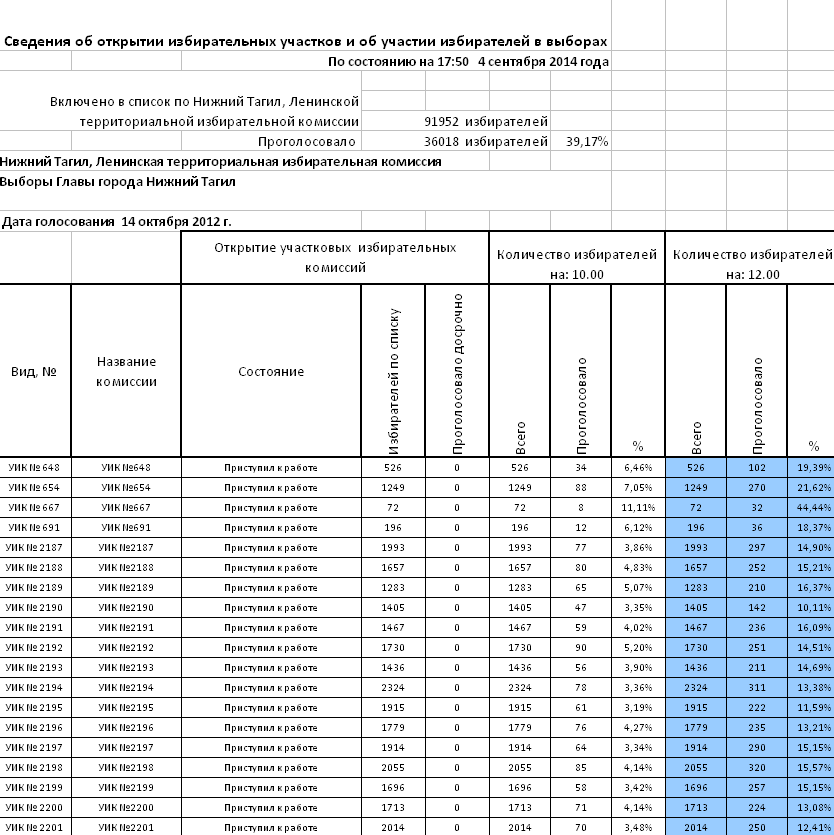 Сведения об открытии избирательных участков и об участии избирателей в выборах
По состоянию на 17:50 4 сентября 2014 года
Включено в список по Нижний Тагил, Ленинской
территориальной избирательной комиссии 91952 избирателей
Проголосовало 36018 избирателей 39,17%
Нижний Тагил, Ленинская территориальная избирательная комиссия
Выборы Главы города Нижний Тагил
Дата голосования 14 октября 2012 г.
Открытие участковых избирательных
комиссий
Количество избирателей
на: 10.00
Количество избирателей
на: 12.00
Вид, №
Название
комиссии
Состояние
Избирателей по списку
Проголосовало досрочно
Всего
Проголосовало
%
Всего
Проголосовало
%
УИК № 648 УИК №648 Приступил к работе 526 0 526 34 6,46% 526 102 19,39%
УИК № 654 УИК №654 Приступил к работе 1249 0 1249 88 7,05% 1249 270 21,62%
УИК № 667 УИК №667 Приступил к работе 72 0 72 8 11,11% 72 32 44,44%
УИК № 691 УИК №691 Приступил к работе 196 0 196 12 6,12% 196 36 18,37%
УИК № 2187 УИК №2187 Приступил к работе 1993 0 1993 77 3,86% 1993 297 14,90%
УИК № 2188 УИК №2188 Приступил к работе 1657 0 1657 80 4,83% 1657 252 15,21%
УИК № 2189 УИК №2189 Приступил к работе 1283 0 1283 65 5,07% 1283 210 16,37%
УИК № 2190 УИК №2190 Приступил к работе 1405 0 1405 47 3,35% 1405 142 10,11%
УИК № 2191 УИК №2191 Приступил к работе 1467 0 1467 59 4,02% 1467 236 16,09%
УИК № 2192 УИК №2192 Приступил к работе 1730 0 1730 90 5,20% 1730 251 14,51%
УИК № 2193 УИК №2193 Приступил к работе 1436 0 1436 56 3,90% 1436 211 14,69%
УИК № 2194 УИК №2194 Приступил к работе 2324 0 2324 78 3,36% 2324 311 13,38%
УИК № 2195 УИК №2195 Приступил к работе 1915 0 1915 61 3,19% 1915 222 11,59%
УИК № 2196 УИК №2196 Приступил к работе 1779 0 1779 76 4,27% 1779 235 13,21%
УИК № 2197 УИК №2197 Приступил к работе 1914 0 1914 64 3,34% 1914 290 15,15%
УИК № 2198 УИК №2198 Приступил к работе 2055 0 2055 85 4,14% 2055 320 15,57%
УИК № 2199 УИК №2199 Приступил к работе 1696 0 1696 58 3,42% 1696 257 15,15%
УИК № 2200 УИК №2200 Приступил к работе 1713 0 1713 71 4,14% 1713 224 13,08%
УИК № 2201 УИК №2201 Приступил к работе 2014 0 2014 70 3,48% 2014 250 12,41%